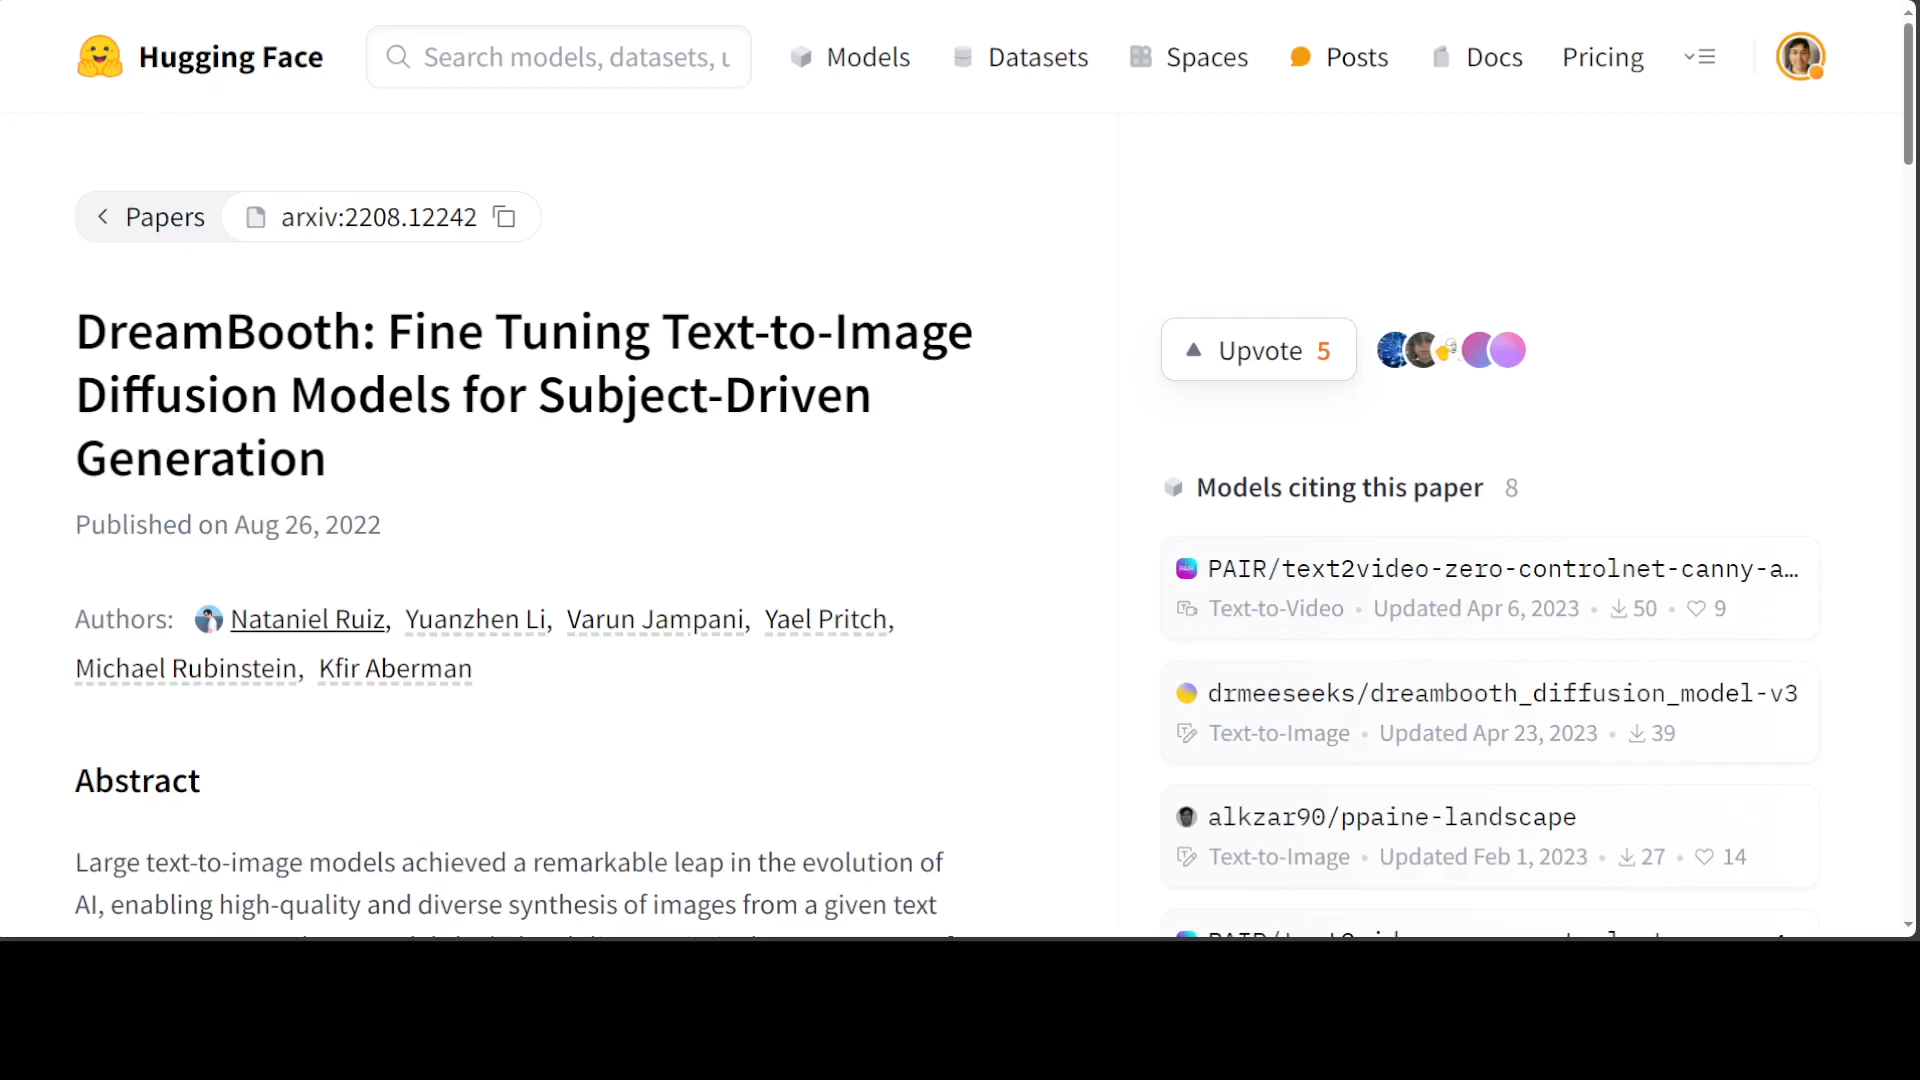 Hugging Face
Search models, datasets, u
Models
Datasets
Spaces
Posts
Docs
Pricing
Papers
arxiv:2208.12242
DreamBooth: Fine Tuning Text-to-Image
Diffusion Models for Subject-Driven
Generation
Published on Aug 26, 2022
Authors: Nataniel Ruiz, Yuanzhen Li, Varun Jampani, Yael Pritch,
Michael Rubinstein, Kfir Aberman
Abstract
Large text-to-image models achieved a remarkable leap in the evolution of
AI, enabling high-quality and diverse synthesis of images from a given text
Upvote 5
Models citing this paper 8
PAIR/text2video-zero-controlnet-canny-a…
Text-to-Video • Updated Apr 6, 2023 • 50 • 9
drmeeseeks/dreambooth_diffusion_model-v3
Text-to-Image • Updated Apr 23, 2023 • 39
alkzar90/ppaine-landscape
Text-to-Image • Updated Feb 1, 2023 • 27 • 14